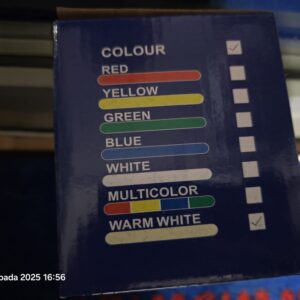 COLOUR
RED
YELLOW
GREEN
BLUE
WHITE
MULTICOLOR
WARM WHITE
pada 2025 16:56